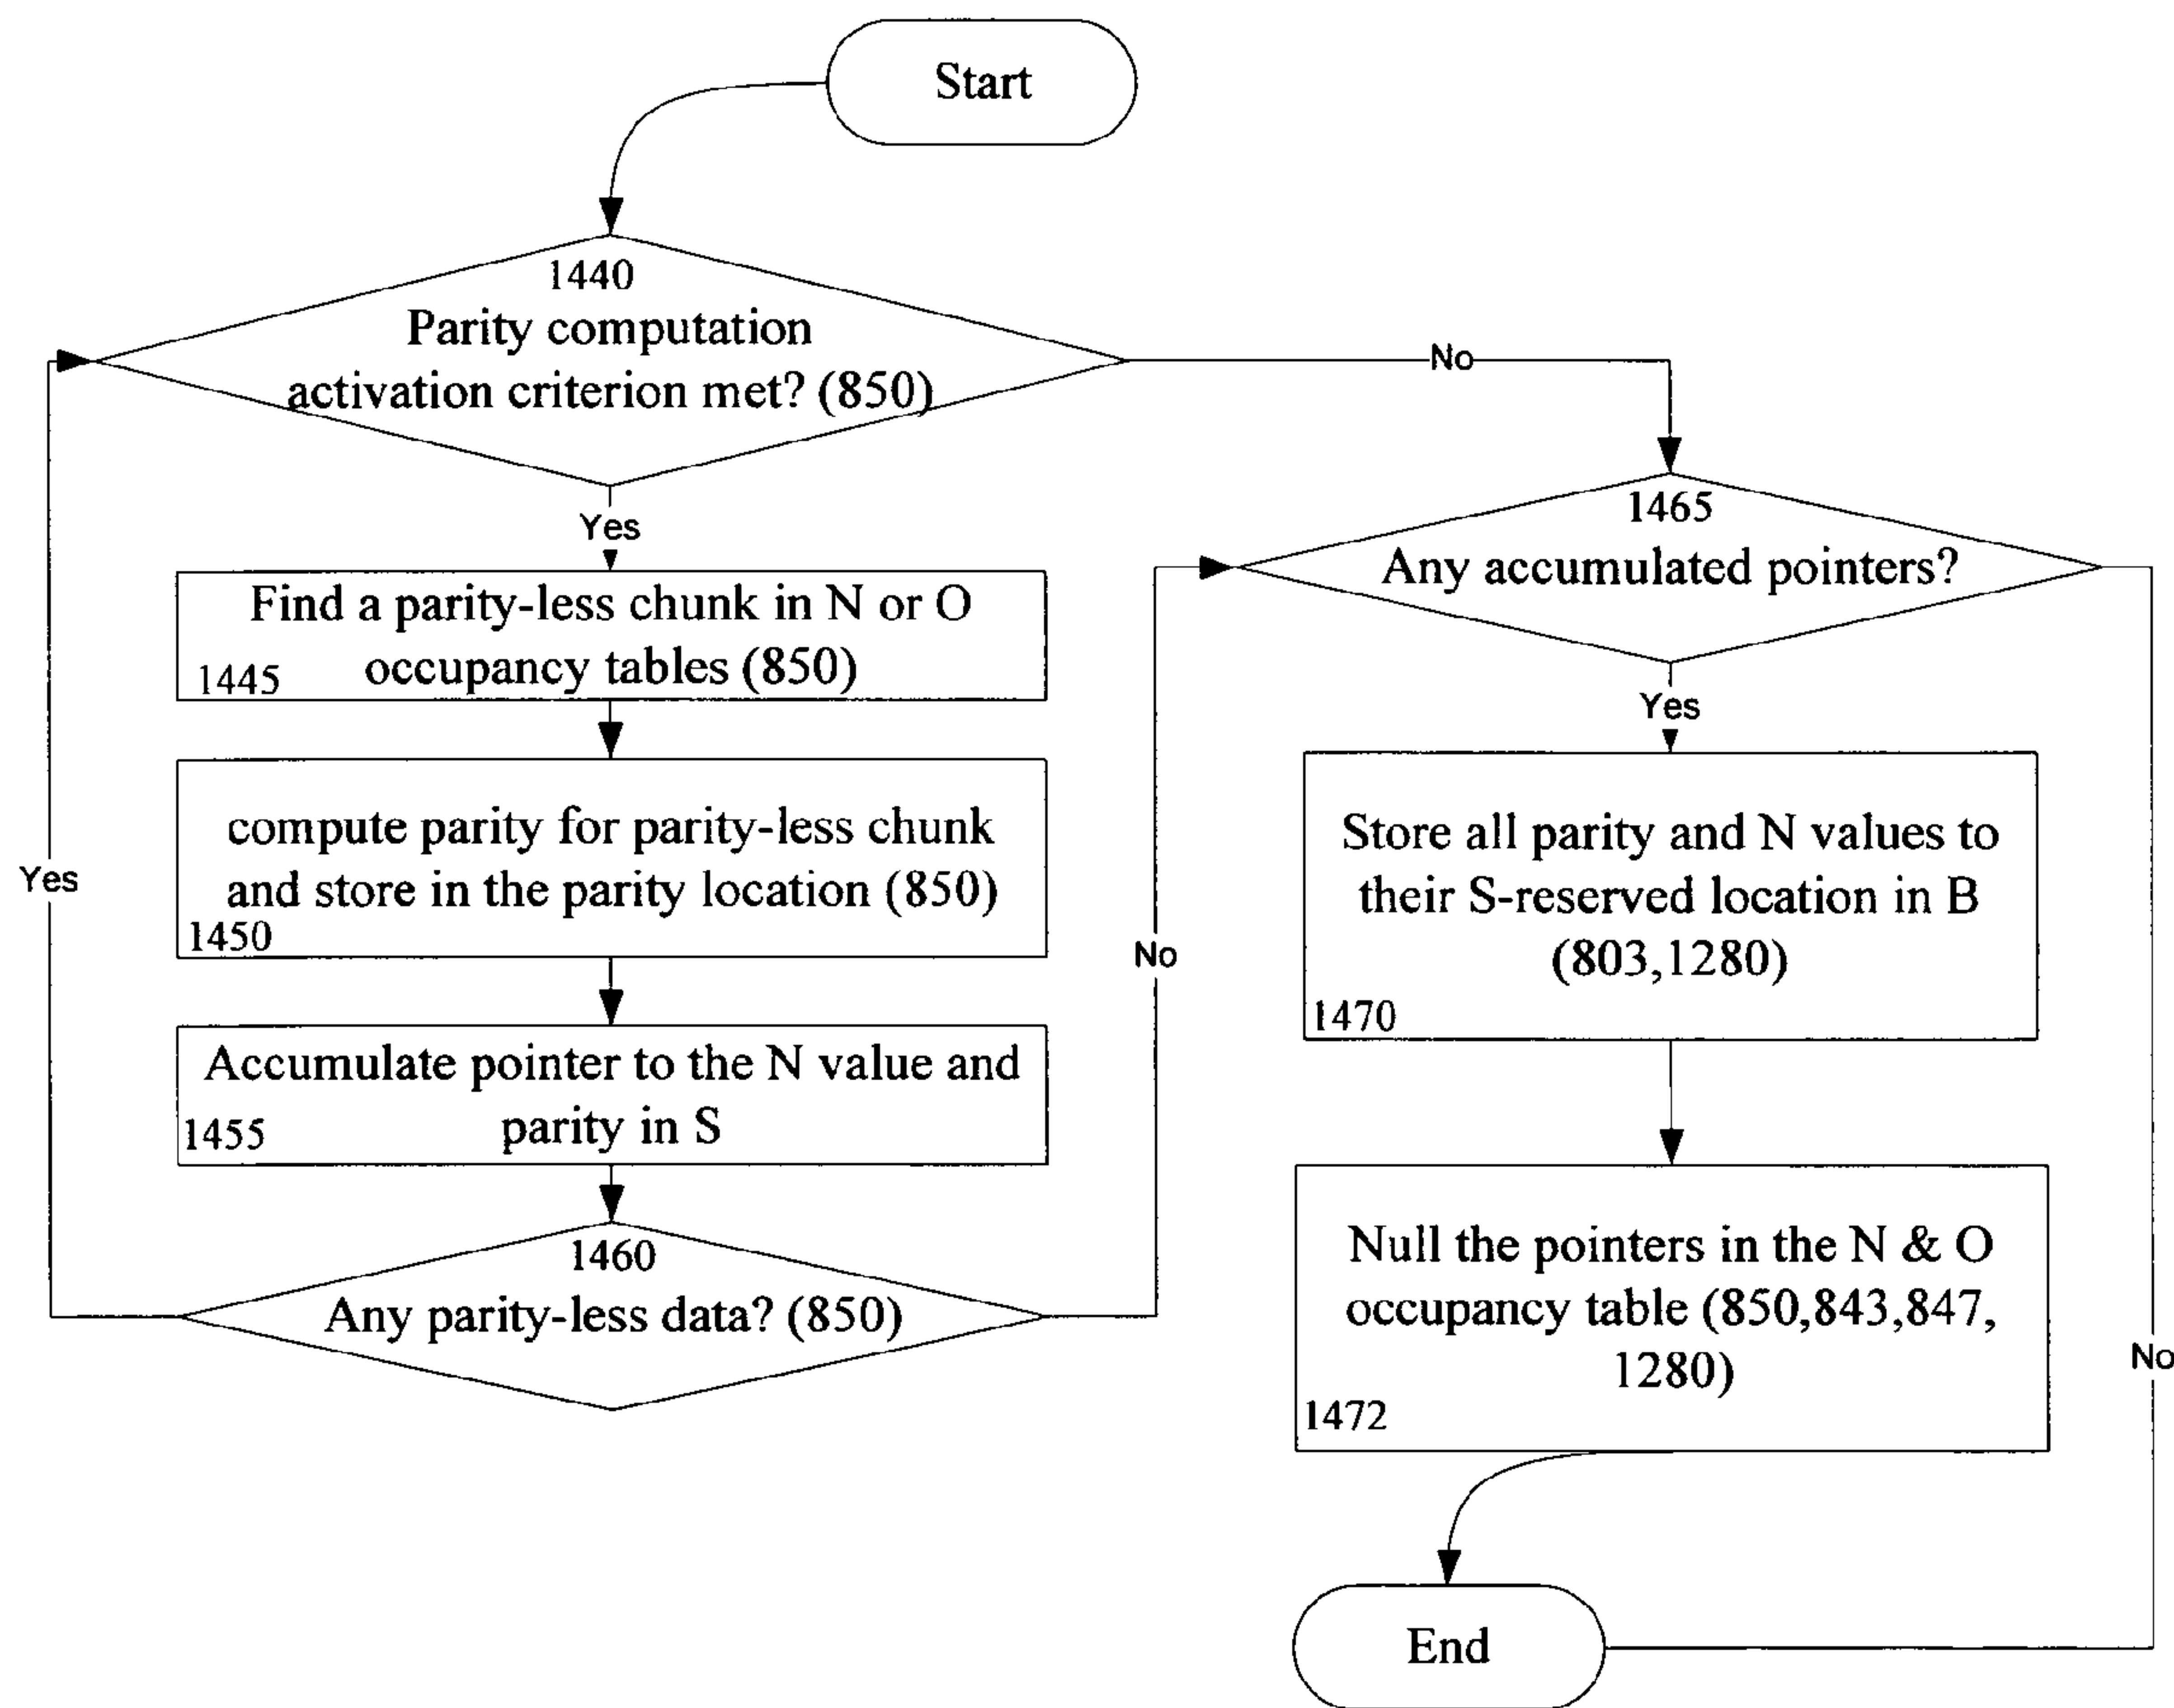 Start
1440
Parity computation
activation criterion met? (850)
No
Yes
1465
Any accumulated pointers?
Find a parity-less chunk in N or O
occupancy tables (850)
1445
Yes
compute parity for parity-less chunk
and store in the parity location (850)
1450
Store all parity and N values to
their S-reserved location in B
(803,1280)
1470
Yes
No
Accumulate pointer to the N value and
parity in S
1455
1460
Any parity-less data? (850)
Null the pointers in the N & O
occupancy table (850,843,847,
1280)
1472
No
End